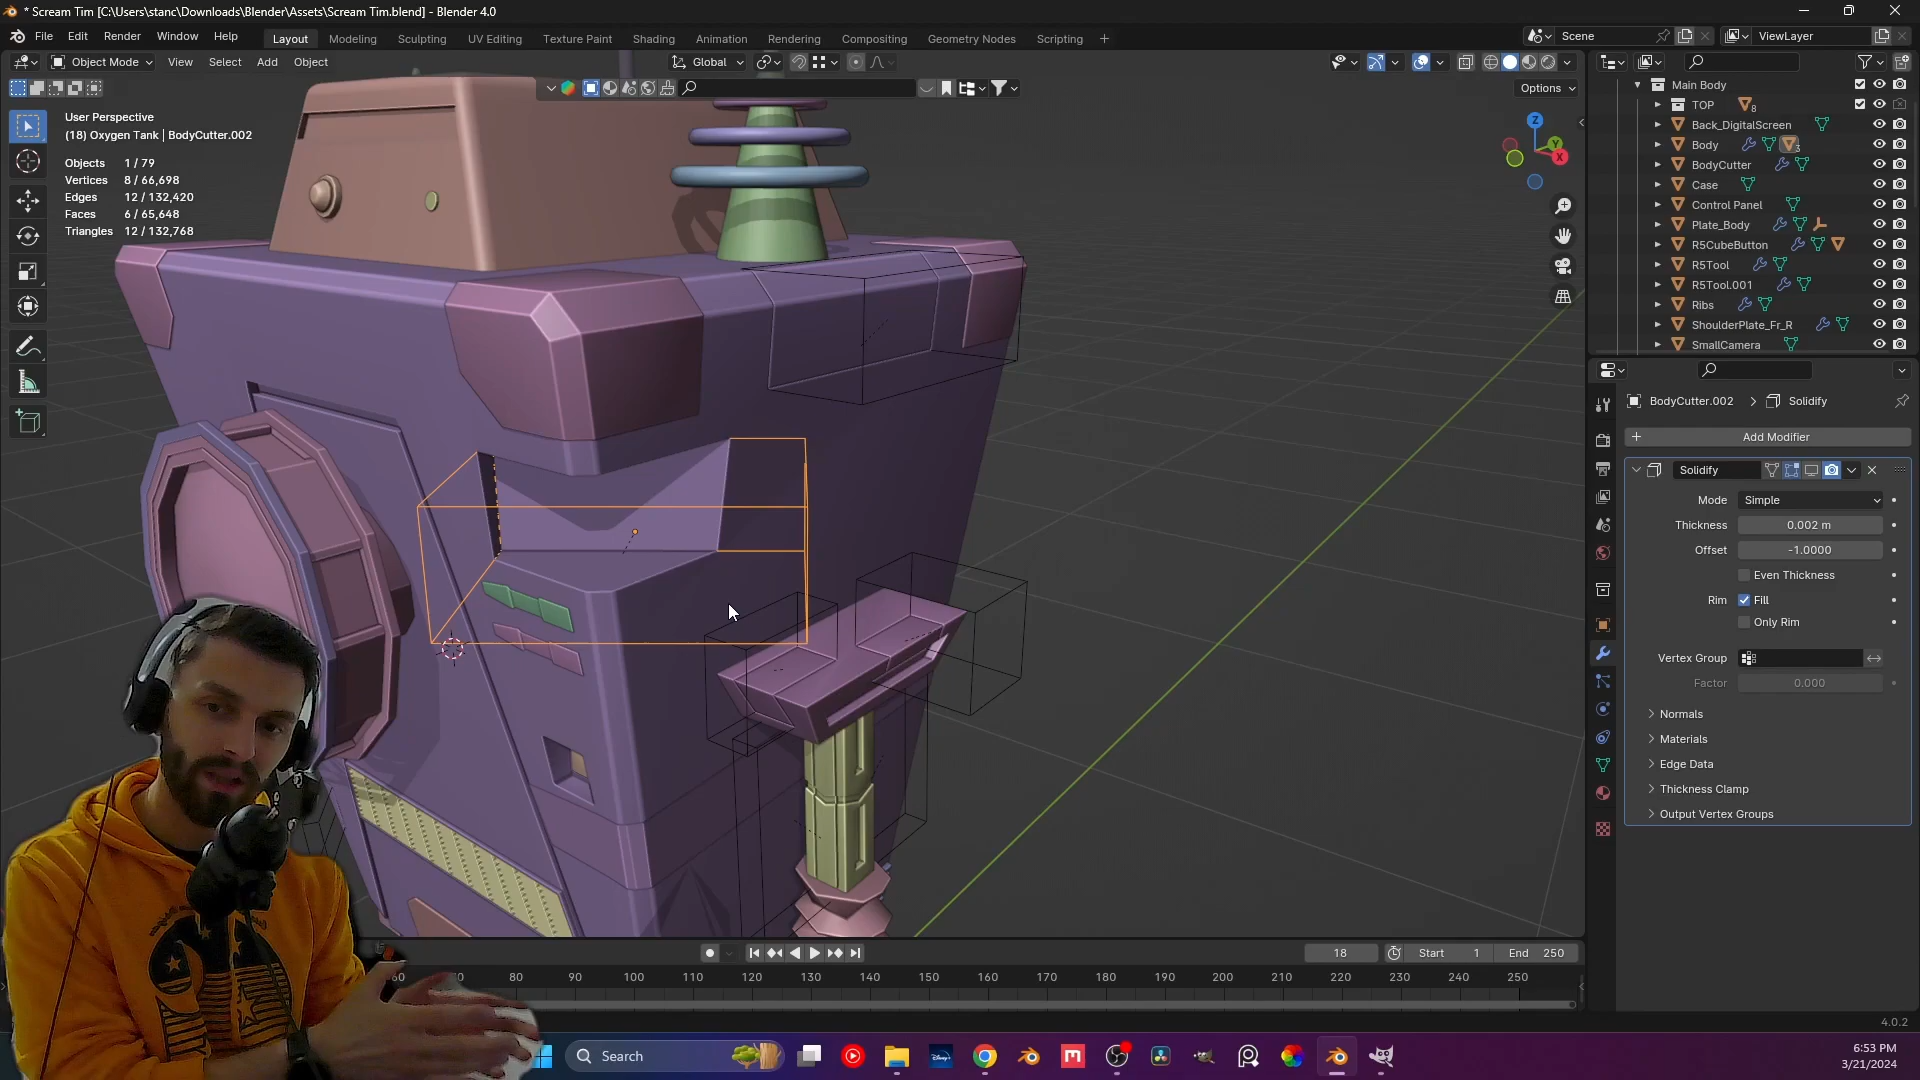 * Scream Tim [C:\Users\stanc\Downloads\Blender\Assets\Scream Tim.blend] - Blender 4.0
File Edit Render Window Help
Layout Modeling Sculpting UV Editing Texture Paint Shading Animation Rendering Compositing Geometry Nodes Scripting +
Scene
ViewLayer
Object Mode View Select Add Object
Global
Options
User Perspective
(18) Oxygen Tank | BodyCutter.002
Objects 1 / 79
Vertices 8 / 66,698
Edges 12 / 132,420
Faces 6 / 65,648
Triangles 12 / 132,768
Z
Y
X
Main Body
TOP 8
Back_DigitalScreen
Body 3
BodyCutter
Case
Control Panel
Plate_Body
R5CubeButton
R5Tool
R5Tool.001
Ribs
ShoulderPlate_Fr_R
SmallCamera
BodyCutter.002 > Solidify
+ Add Modifier
Solidify
Mode Simple
Thickness 0.002 m
Offset -1.0000
Even Thickness
Rim Fill
Only Rim
Vertex Group
Factor 0.000
Normals
Materials
Edge Data
Thickness Clamp
Output Vertex Groups
18 Start 1 End 250
80 90 100 110 120 130 140 150 160 170 180 190 200 210 220 230 240 250
4.0.2
Search
Disney+
M
6:53 PM
3/21/2024